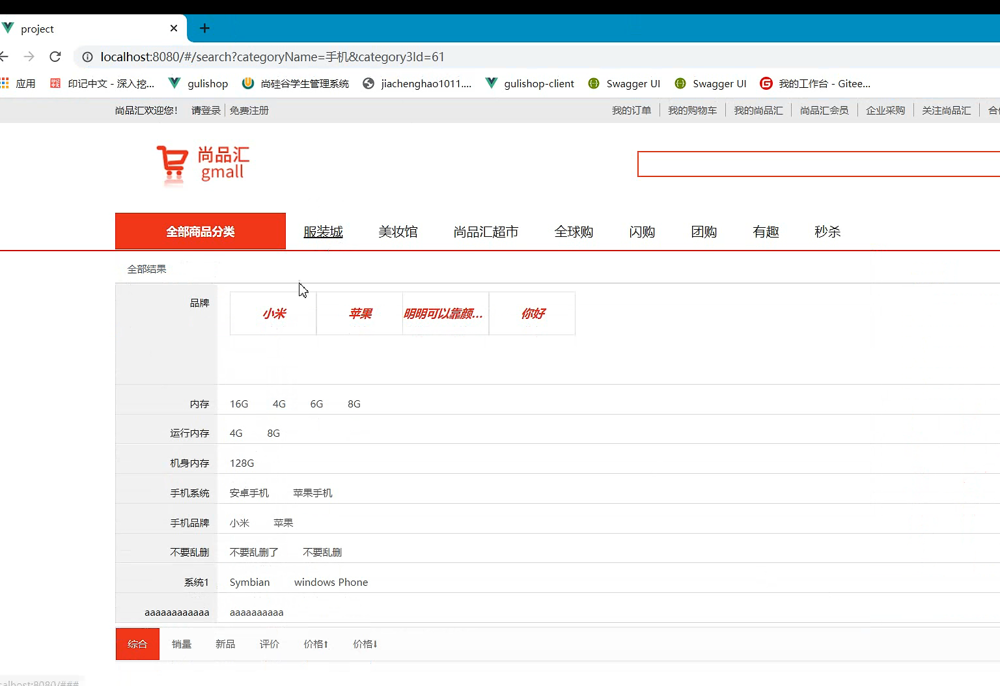 project
localhost:8080/#/search?categoryName=手机&category3Id=61
应用 印记中文 - 深入挖... gulishop 尚硅谷学生管理系统 jiachenghao1011.... gulishop-client Swagger UI Swagger UI 我的工作台 - Gitee...
尚品汇欢迎您! 请登录 免费注册 我的订单 我的购物车 我的尚品汇 尚品汇会员 企业采购 关注尚品汇 合
尚品汇
gmall
全部商品分类 服装城 美妆馆 尚品汇超市 全球购 闪购 团购 有趣 秒杀
全部结果
品牌 小米 苹果 明明可以靠颜... 你好
内存 16G 4G 6G 8G
运行内存 4G 8G
机身内存 128G
手机系统 安卓手机 苹果手机
手机品牌 小米 苹果
不要乱删 不要乱删了 不要乱删
系统1 Symbian windows Phone
aaaaaaaaaaaa aaaaaaaaaa
综合 销量 新品 评价 价格⬆ 价格⬇